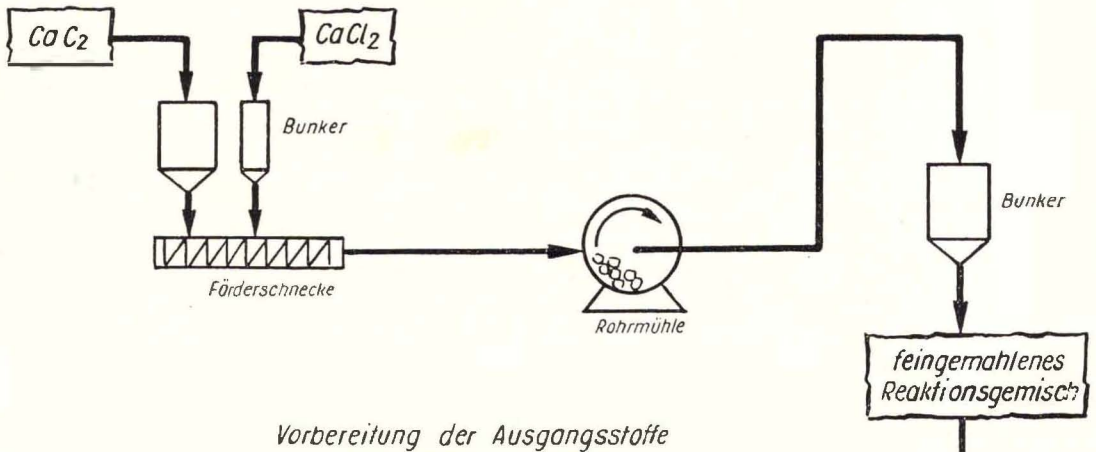 CaC₂
CaCl₂
Bunker
Bunker
Förderschnecke
Rohrmühle
feingemahlenes
Reaktionsgemisch
Vorbereitung der Ausgangsstoffe